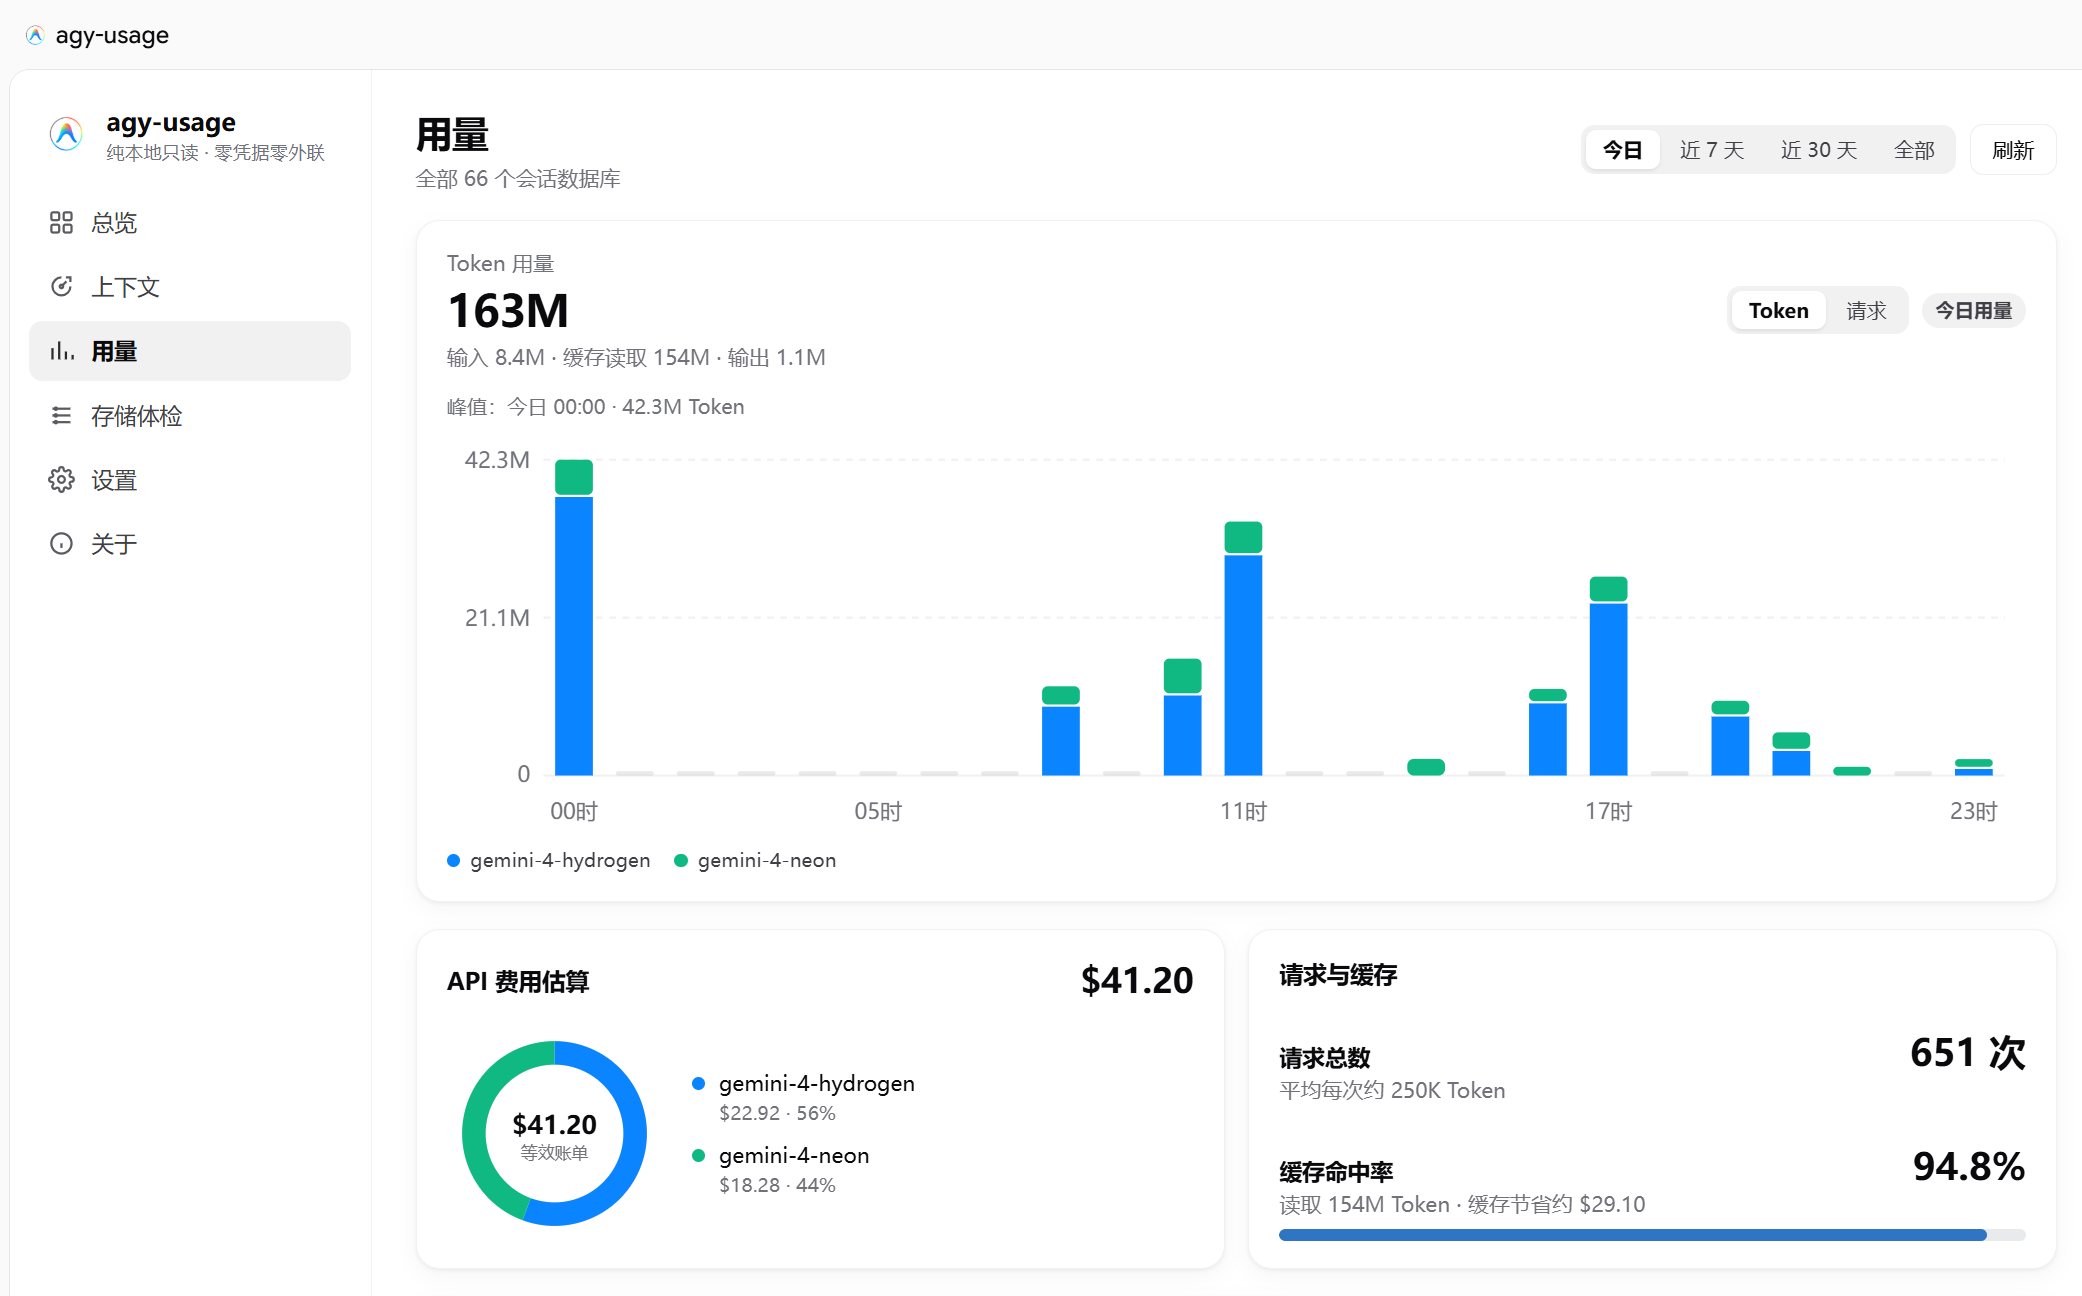 agy-usage
agy-usage
纯本地只读 · 零凭据零外联
总览
上下文
用量
存储体检
设置
关于
用量
全部 66 个会话数据库
今日 近 7 天 近 30 天 全部 刷新
Token 用量
163M
输入 8.4M · 缓存读取 154M · 输出 1.1M
Token 请求 今日用量
峰值：今日 00:00 · 42.3M Token
42.3M
21.1M
0
00时 05时 11时 17时 23时
gemini-4-hydrogen gemini-4-neon
API 费用估算 $41.20
$41.20
等效账单
gemini-4-hydrogen
$22.92 · 56%
gemini-4-neon
$18.28 · 44%
请求与缓存
请求总数 651 次
平均每次约 250K Token
缓存命中率 94.8%
读取 154M Token · 缓存节省约 $29.10